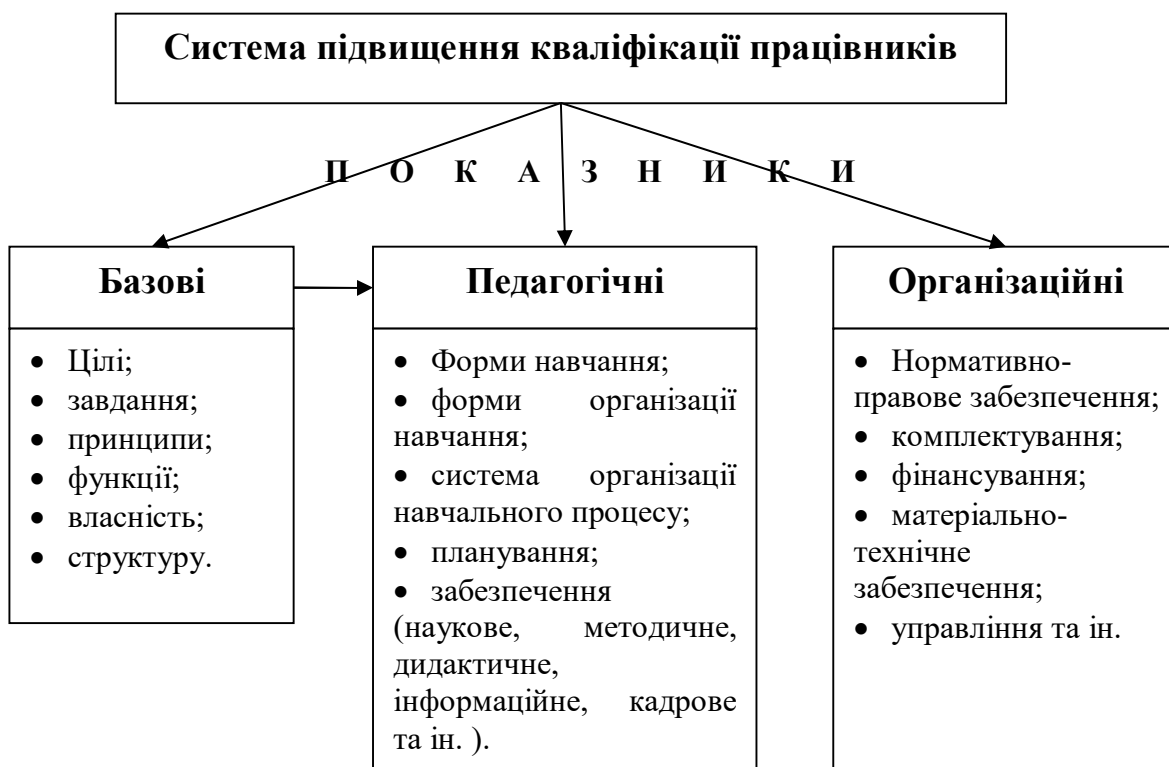 Система підвищення кваліфікації працівників
П О К А З Н И К И
Базові
• Цілі;
• завдання;
• принципи;
• функції;
• власність;
• структуру.
Педагогічні
• Форми навчання;
• форми організації
навчання;
• система організації
навчального процесу;
• планування;
• забезпечення
(наукове, методичне,
дидактичне,
інформаційне, кадрове
та ін. ).
Організаційні
• Нормативно-
правове забезпечення;
• комплектування;
• фінансування;
• матеріально-
технічне
забезпечення;
• управління та ін.